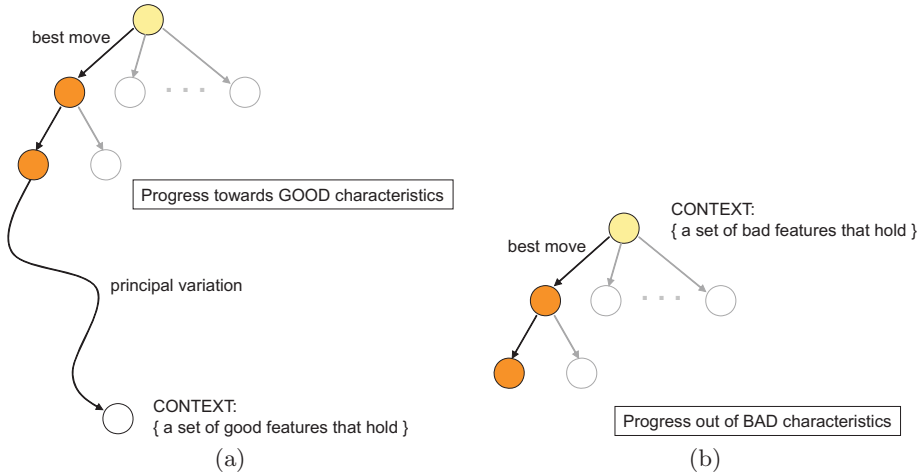 best move
Progress towards GOOD characteristics
principal variation
CONTEXT:
{ a set of good features that hold }
(a)
CONTEXT:
{ a set of bad features that hold }
best move
Progress out of BAD characteristics
(b)